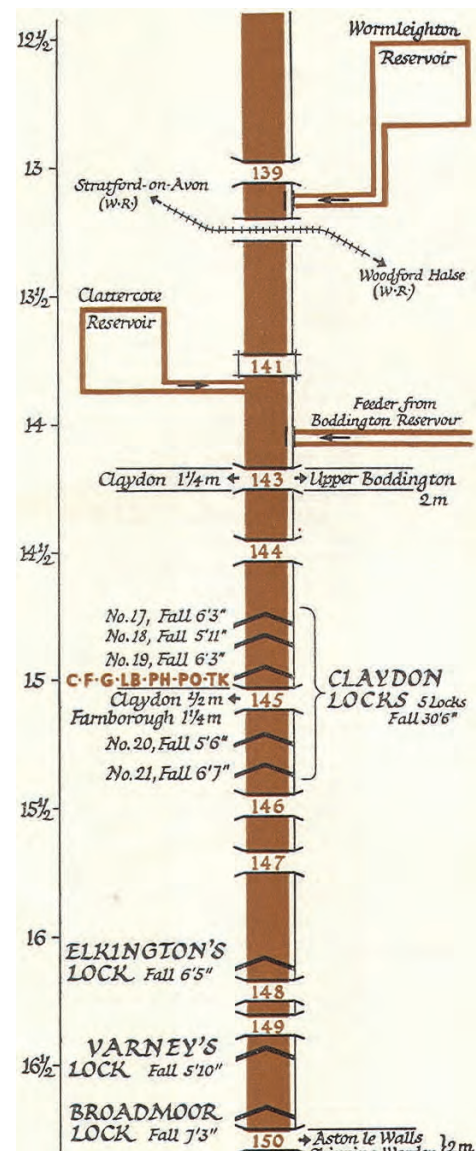 12½
Wormleighton
Reservoir
13
139
Stratford-on-Avon
(W·R·)
Woodford Halse
(W·R·)
13½
Clattercote
Reservoir
141
14
Feeder from
Boddington Reservoir
Claydon 1¼m
143
Upper Boddington
2m
14½
144
No.17, Fall 6'3"
No.18, Fall 5'11"
No.19, Fall 6'3"
15
C·F·G·LB·PH·PO·TK
CLAYDON
LOCKS 5 Locks
Fall 30'6"
Claydon ½m
145
Farnborough 1¼m
No.20, Fall 5'6"
No.21, Fall 6'7"
15½
146
147
16
ELKINGTON'S
LOCK Fall 6'5"
148
149
VARNEY'S
LOCK Fall 5'10"
16½
BROADMOOR
LOCK Fall 7'3"
150
Aston le Walls
2m